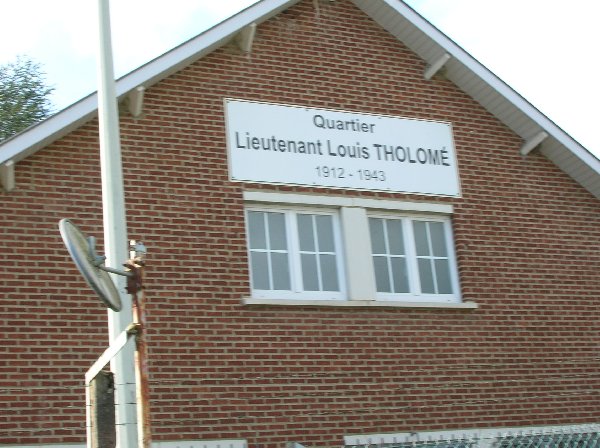 Quartier
Lieutenant Louis THOLOMÉ
1912 - 1943